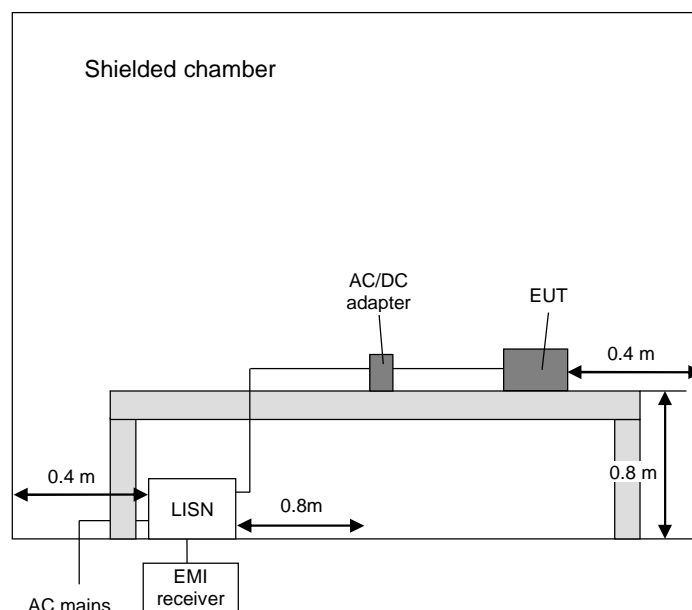 Shielded chamber
AC/DC
adapter
EUT
0.4 m
0.4 m
0.8 m
LISN
0.8m
EMI
receiver
AC mains